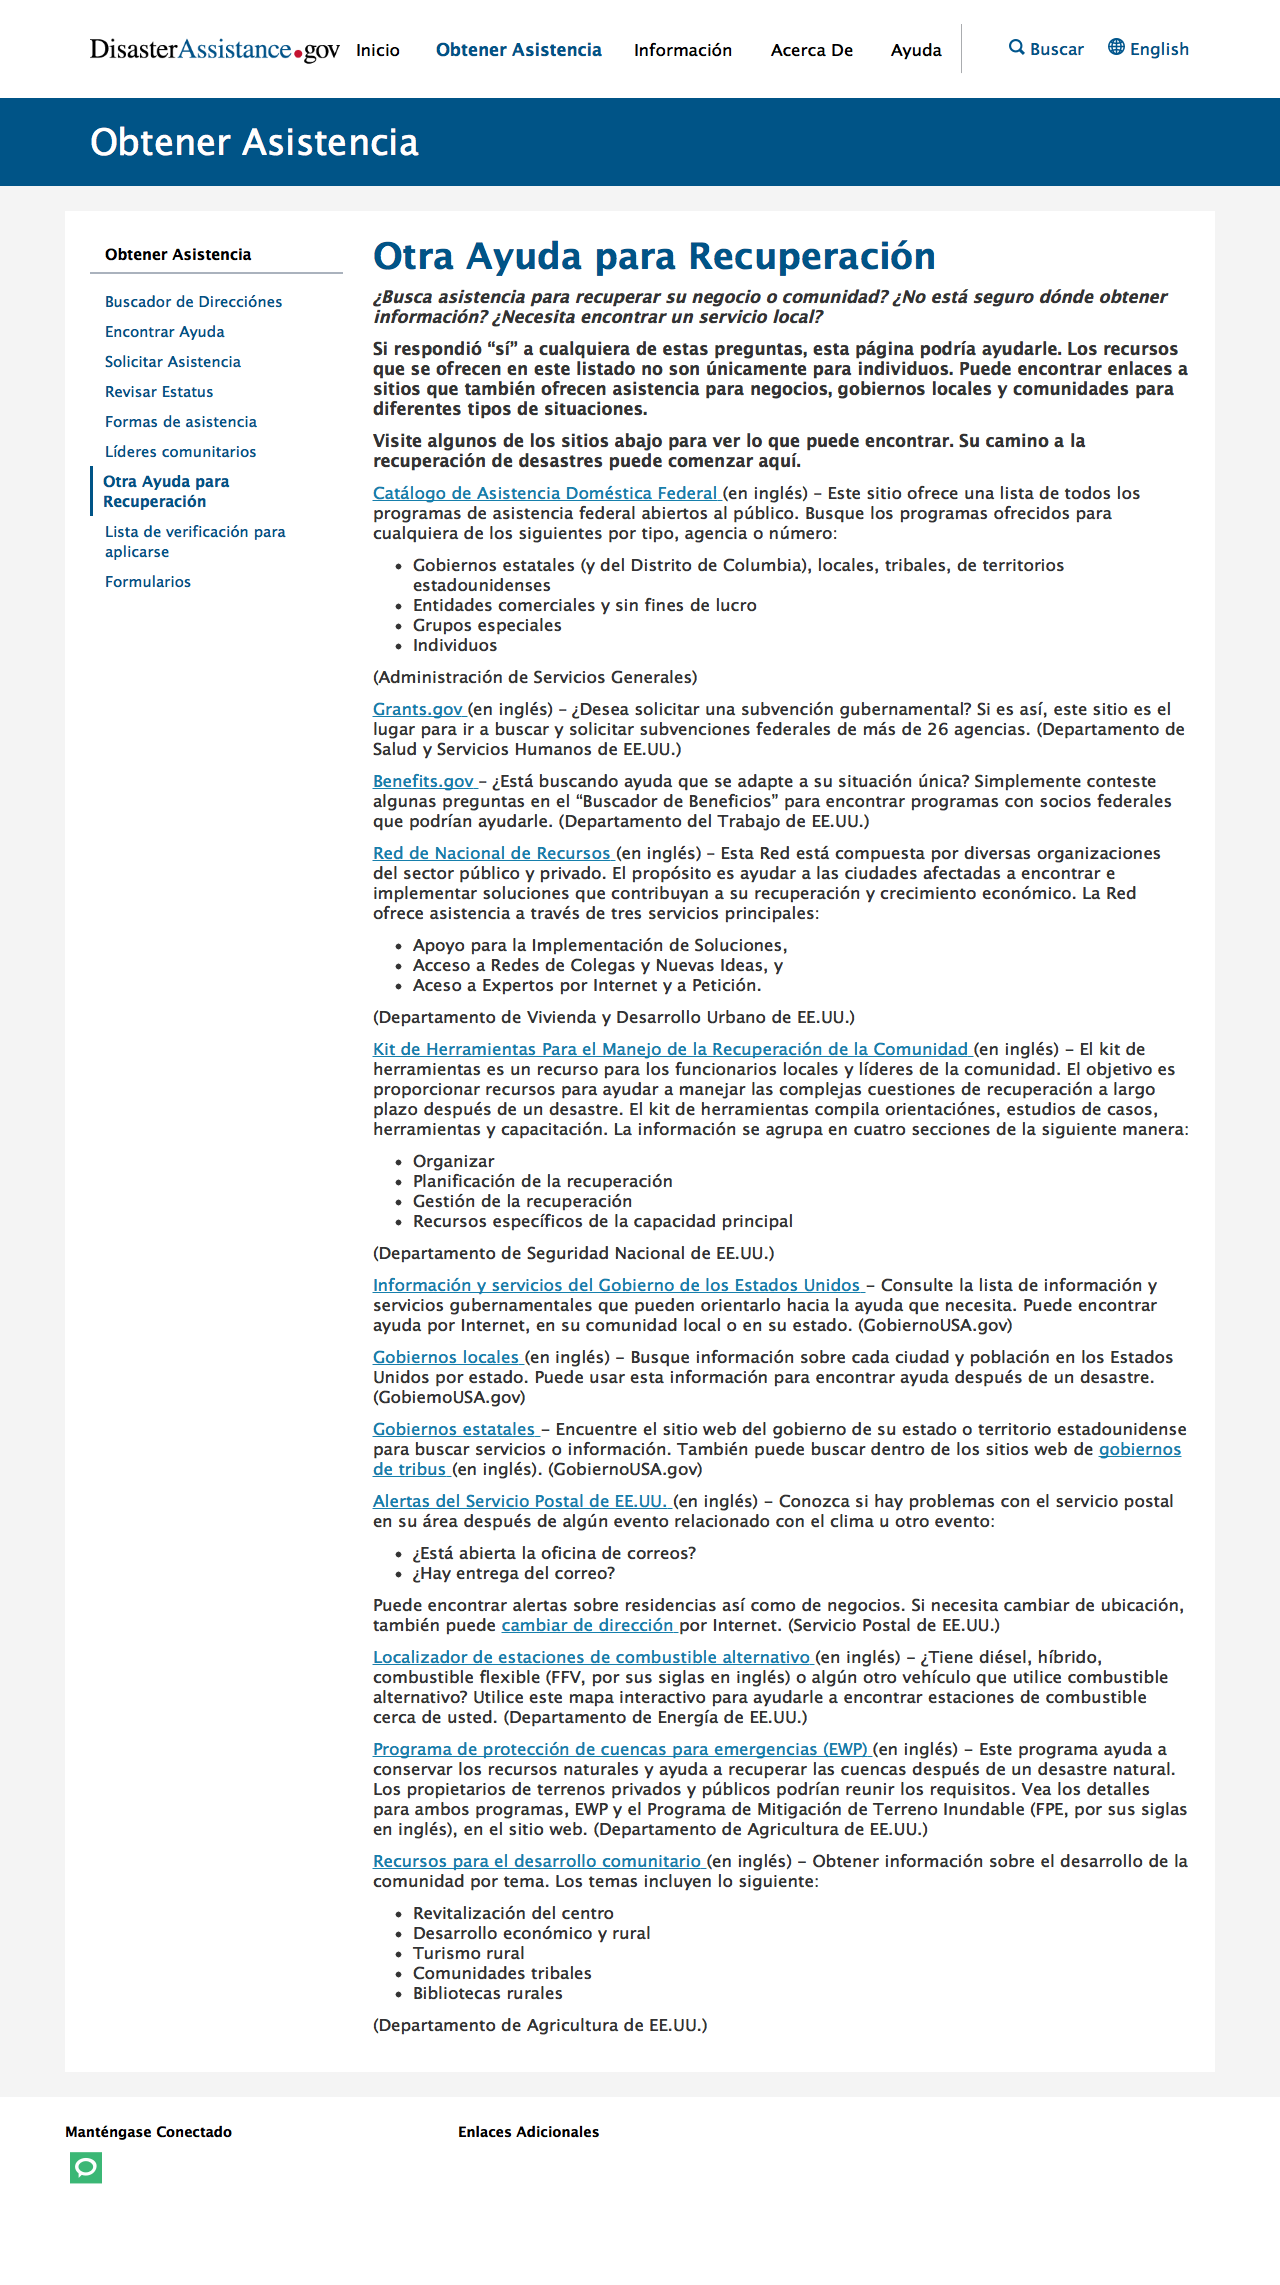 DisasterAssistance.gov Inicio Obtener Asistencia Información Acerca De Ayuda Buscar English
Obtener Asistencia
Obtener Asistencia
Buscador de Direcciónes
Encontrar Ayuda
Solicitar Asistencia
Revisar Estatus
Formas de asistencia
Líderes comunitarios
Otra Ayuda para
Recuperación
Lista de verificación para
aplicarse
Formularios
Otra Ayuda para Recuperación
¿Busca asistencia para recuperar su negocio o comunidad? ¿No está seguro dónde obtener
información? ¿Necesita encontrar un servicio local?
Si respondió “sí” a cualquiera de estas preguntas, esta página podría ayudarle. Los recursos
que se ofrecen en este listado no son únicamente para individuos. Puede encontrar enlaces a
sitios que también ofrecen asistencia para negocios, gobiernos locales y comunidades para
diferentes tipos de situaciones.
Visite algunos de los sitios abajo para ver lo que puede encontrar. Su camino a la
recuperación de desastres puede comenzar aquí.
Catálogo de Asistencia Doméstica Federal (en inglés) – Este sitio ofrece una lista de todos los
programas de asistencia federal abiertos al público. Busque los programas ofrecidos para
cualquiera de los siguientes por tipo, agencia o número:
• Gobiernos estatales (y del Distrito de Columbia), locales, tribales, de territorios
estadounidenses
• Entidades comerciales y sin fines de lucro
• Grupos especiales
• Individuos
(Administración de Servicios Generales)
Grants.gov (en inglés) – ¿Desea solicitar una subvención gubernamental? Si es así, este sitio es el
lugar para ir a buscar y solicitar subvenciones federales de más de 26 agencias. (Departamento de
Salud y Servicios Humanos de EE.UU.)
Benefits.gov – ¿Está buscando ayuda que se adapte a su situación única? Simplemente conteste
algunas preguntas en el “Buscador de Beneficios” para encontrar programas con socios federales
que podrían ayudarle. (Departamento del Trabajo de EE.UU.)
Red de Nacional de Recursos (en inglés) – Esta Red está compuesta por diversas organizaciones
del sector público y privado. El propósito es ayudar a las ciudades afectadas a encontrar e
implementar soluciones que contribuyan a su recuperación y crecimiento económico. La Red
ofrece asistencia a través de tres servicios principales:
• Apoyo para la Implementación de Soluciones,
• Acceso a Redes de Colegas y Nuevas Ideas, y
• Aceso a Expertos por Internet y a Petición.
(Departamento de Vivienda y Desarrollo Urbano de EE.UU.)
Kit de Herramientas Para el Manejo de la Recuperación de la Comunidad (en inglés) – El kit de
herramientas es un recurso para los funcionarios locales y líderes de la comunidad. El objetivo es
proporcionar recursos para ayudar a manejar las complejas cuestiones de recuperación a largo
plazo después de un desastre. El kit de herramientas compila orientaciónes, estudios de casos,
herramientas y capacitación. La información se agrupa en cuatro secciones de la siguiente manera:
• Organizar
• Planificación de la recuperación
• Gestión de la recuperación
• Recursos específicos de la capacidad principal
(Departamento de Seguridad Nacional de EE.UU.)
Información y servicios del Gobierno de los Estados Unidos – Consulte la lista de información y
servicios gubernamentales que pueden orientarlo hacia la ayuda que necesita. Puede encontrar
ayuda por Internet, en su comunidad local o en su estado. (GobiernoUSA.gov)
Gobiernos locales (en inglés) – Busque información sobre cada ciudad y población en los Estados
Unidos por estado. Puede usar esta información para encontrar ayuda después de un desastre.
(GobiemoUSA.gov)
Gobiernos estatales – Encuentre el sitio web del gobierno de su estado o territorio estadounidense
para buscar servicios o información. También puede buscar dentro de los sitios web de gobiernos
de tribus (en inglés). (GobiernoUSA.gov)
Alertas del Servicio Postal de EE.UU. (en inglés) – Conozca si hay problemas con el servicio postal
en su área después de algún evento relacionado con el clima u otro evento:
• ¿Está abierta la oficina de correos?
• ¿Hay entrega del correo?
Puede encontrar alertas sobre residencias así como de negocios. Si necesita cambiar de ubicación,
también puede cambiar de dirección por Internet. (Servicio Postal de EE.UU.)
Localizador de estaciones de combustible alternativo (en inglés) – ¿Tiene diésel, híbrido,
combustible flexible (FFV, por sus siglas en inglés) o algún otro vehículo que utilice combustible
alternativo? Utilice este mapa interactivo para ayudarle a encontrar estaciones de combustible
cerca de usted. (Departamento de Energía de EE.UU.)
Programa de protección de cuencas para emergencias (EWP) (en inglés) – Este programa ayuda a
conservar los recursos naturales y ayuda a recuperar las cuencas después de un desastre natural.
Los propietarios de terrenos privados y públicos podrían reunir los requisitos. Vea los detalles
para ambos programas, EWP y el Programa de Mitigación de Terreno Inundable (FPE, por sus siglas
en inglés), en el sitio web. (Departamento de Agricultura de EE.UU.)
Recursos para el desarrollo comunitario (en inglés) – Obtener información sobre el desarrollo de la
comunidad por tema. Los temas incluyen lo siguiente:
• Revitalización del centro
• Desarrollo económico y rural
• Turismo rural
• Comunidades tribales
• Bibliotecas rurales
(Departamento de Agricultura de EE.UU.)
Manténgase Conectado
Enlaces Adicionales